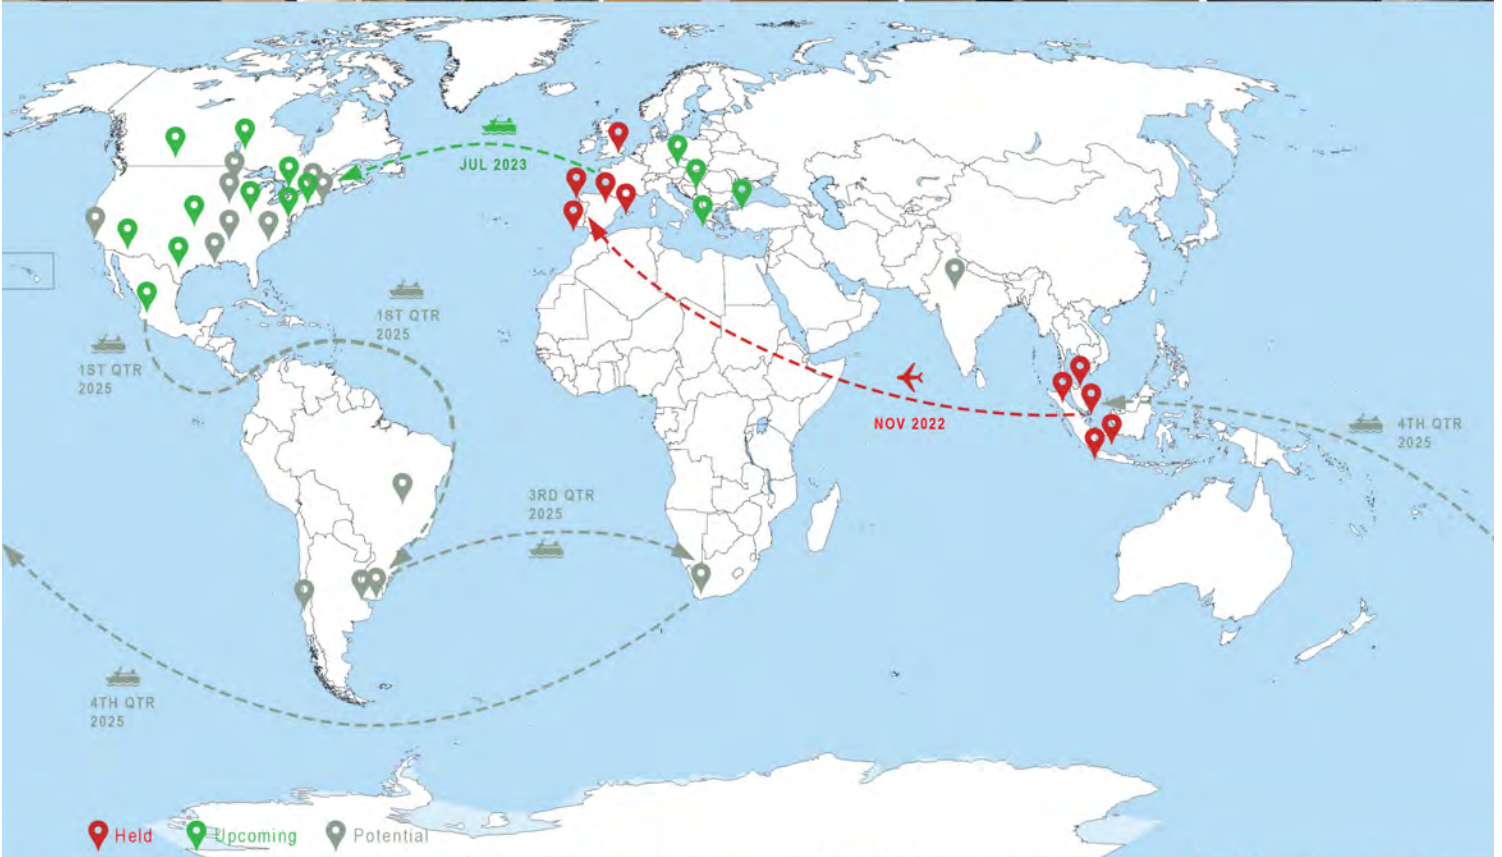 JUL 2023
1ST QTR
2025
1ST QTR
2025
NOV 2022
4TH QTR
2025
3RD QTR
2025
4TH QTR
2025
Held
Upcoming
Potential